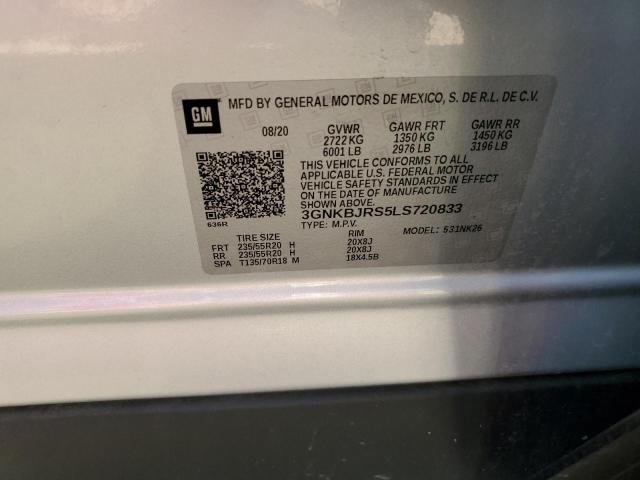 GM
MFD BY GENERAL MOTORS DE MEXICO, S. DE R.L. DE C.V.
08/20 GVWR GAWR FRT GAWR RR
2722 KG 1350 KG 1450 KG
6001 LB 2976 LB 3196 LB
THIS VEHICLE CONFORMS TO ALL
APPLICABLE U.S. FEDERAL MOTOR
VEHICLE SAFETY STANDARDS IN EFFECT
ON THE DATE OF MANUFACTURE
SHOWN ABOVE.
3GNKBJRS5LS720833
636R
TYPE: M.P.V. MODEL: 531NK26
TIRE SIZE RIM
FRT 235/55R20 H 20X8J
RR 235/55R20 H 20X8J
SPA T135/70R18 M 18X4.5B